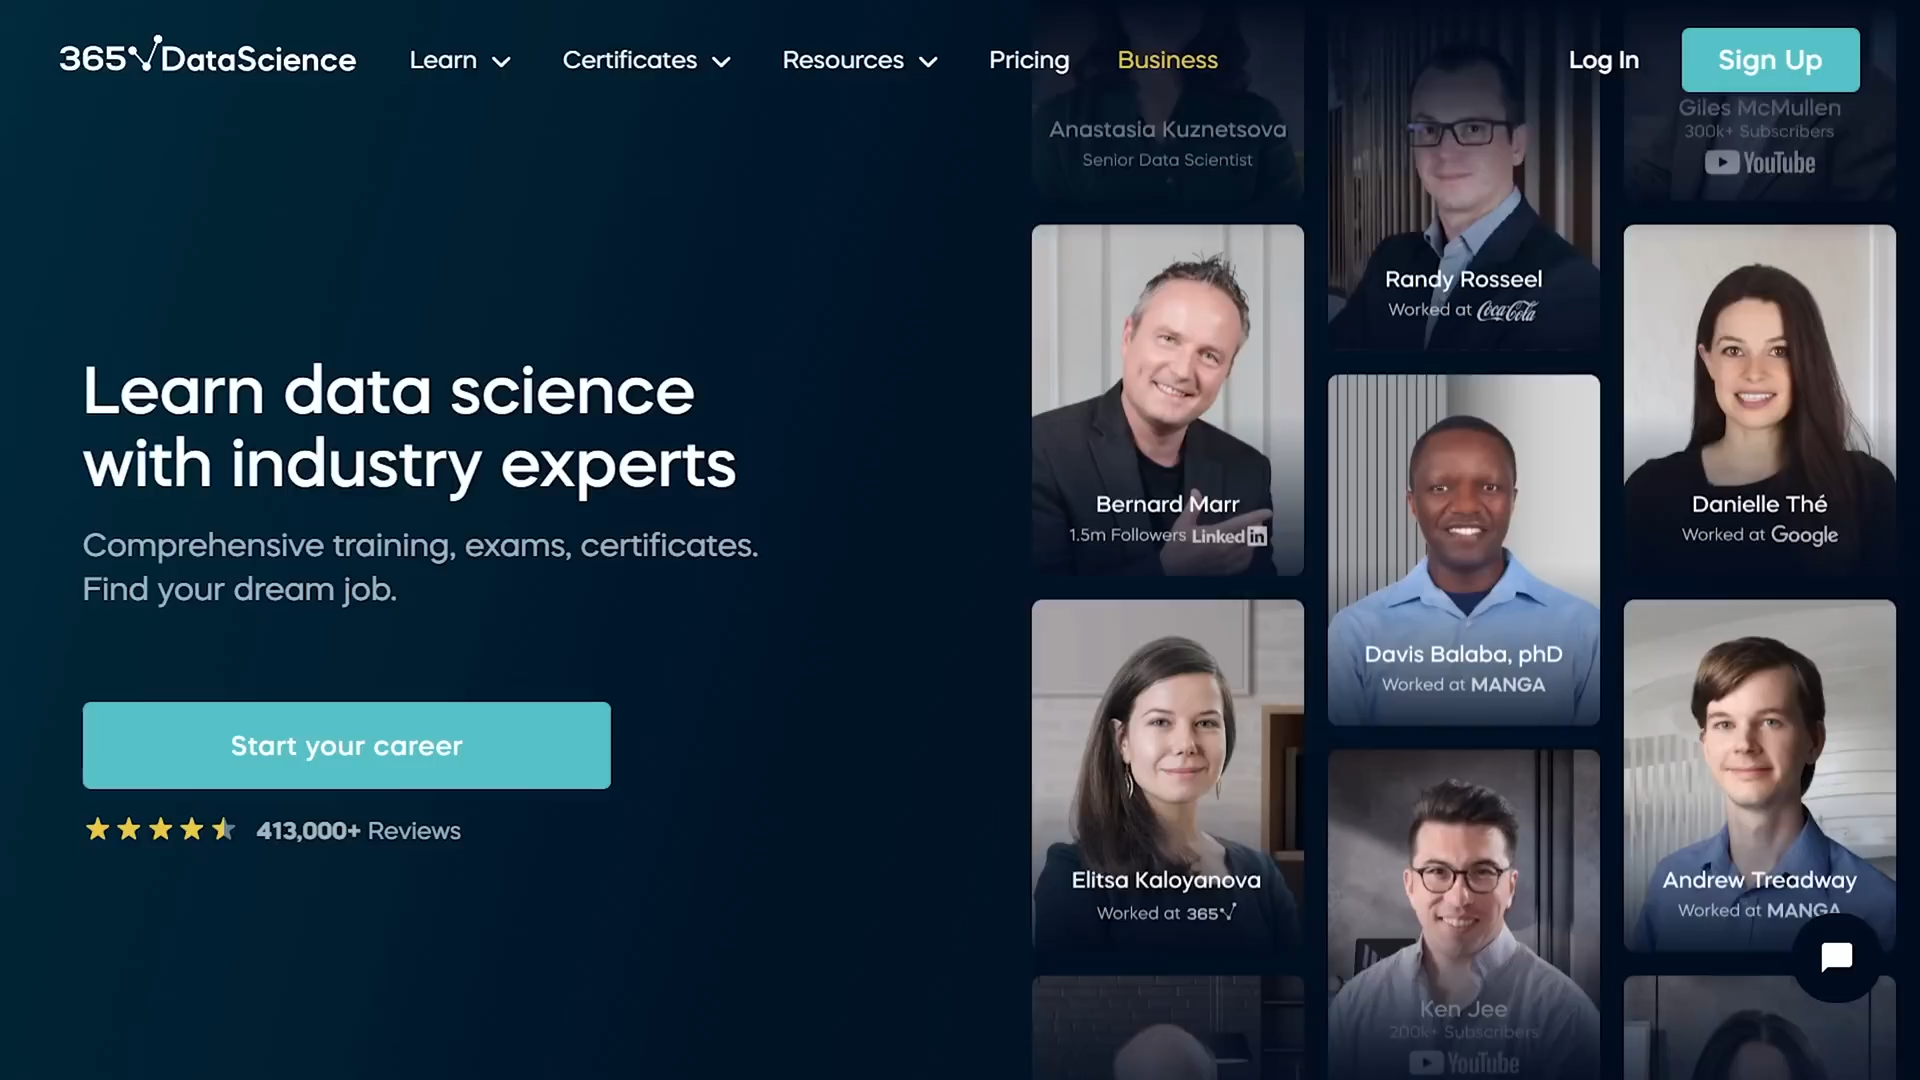 365 DataScience
Learn
Certificates
Resources
Pricing
Business
Log In
Sign Up
Learn data science
with industry experts
Comprehensive training, exams, certificates.
Find your dream job.
Start your career
413,000+ Reviews
Anastasia Kuznetsova
Senior Data Scientist
Bernard Marr
1.5m Followers Linked in
Elitsa Kaloyanova
Worked at 365
Randy Rosseel
Worked at Coca-Cola
Davis Balaba, phD
Worked at MANGA
Ken Jee
200k+ Subscribers
YouTube
Giles McMullen
300k+ Subscribers
YouTube
Danielle Thé
Worked at Google
Andrew Treadway
Worked at MANGA